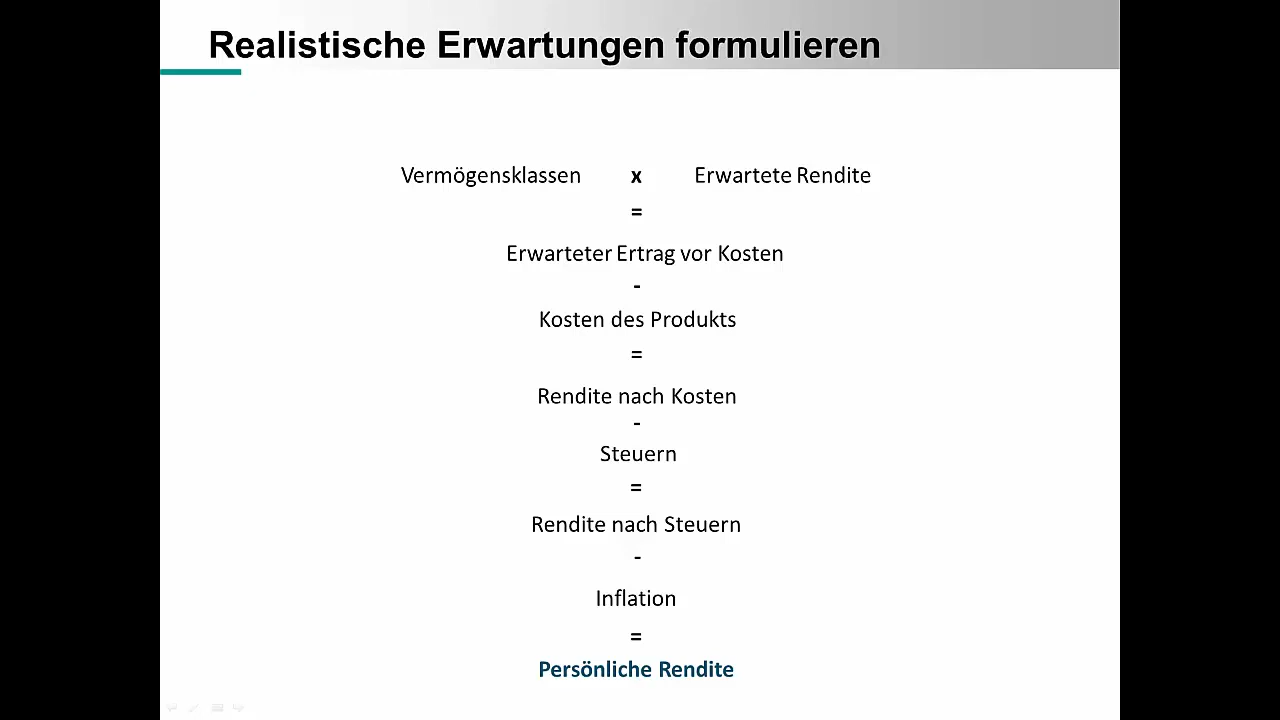 Realistische Erwartungen formulieren
Vermögensklassen x Erwartete Rendite
=
Erwarteter Ertrag vor Kosten
-
Kosten des Produkts
=
Rendite nach Kosten
-
Steuern
=
Rendite nach Steuern
-
Inflation
=
Persönliche Rendite